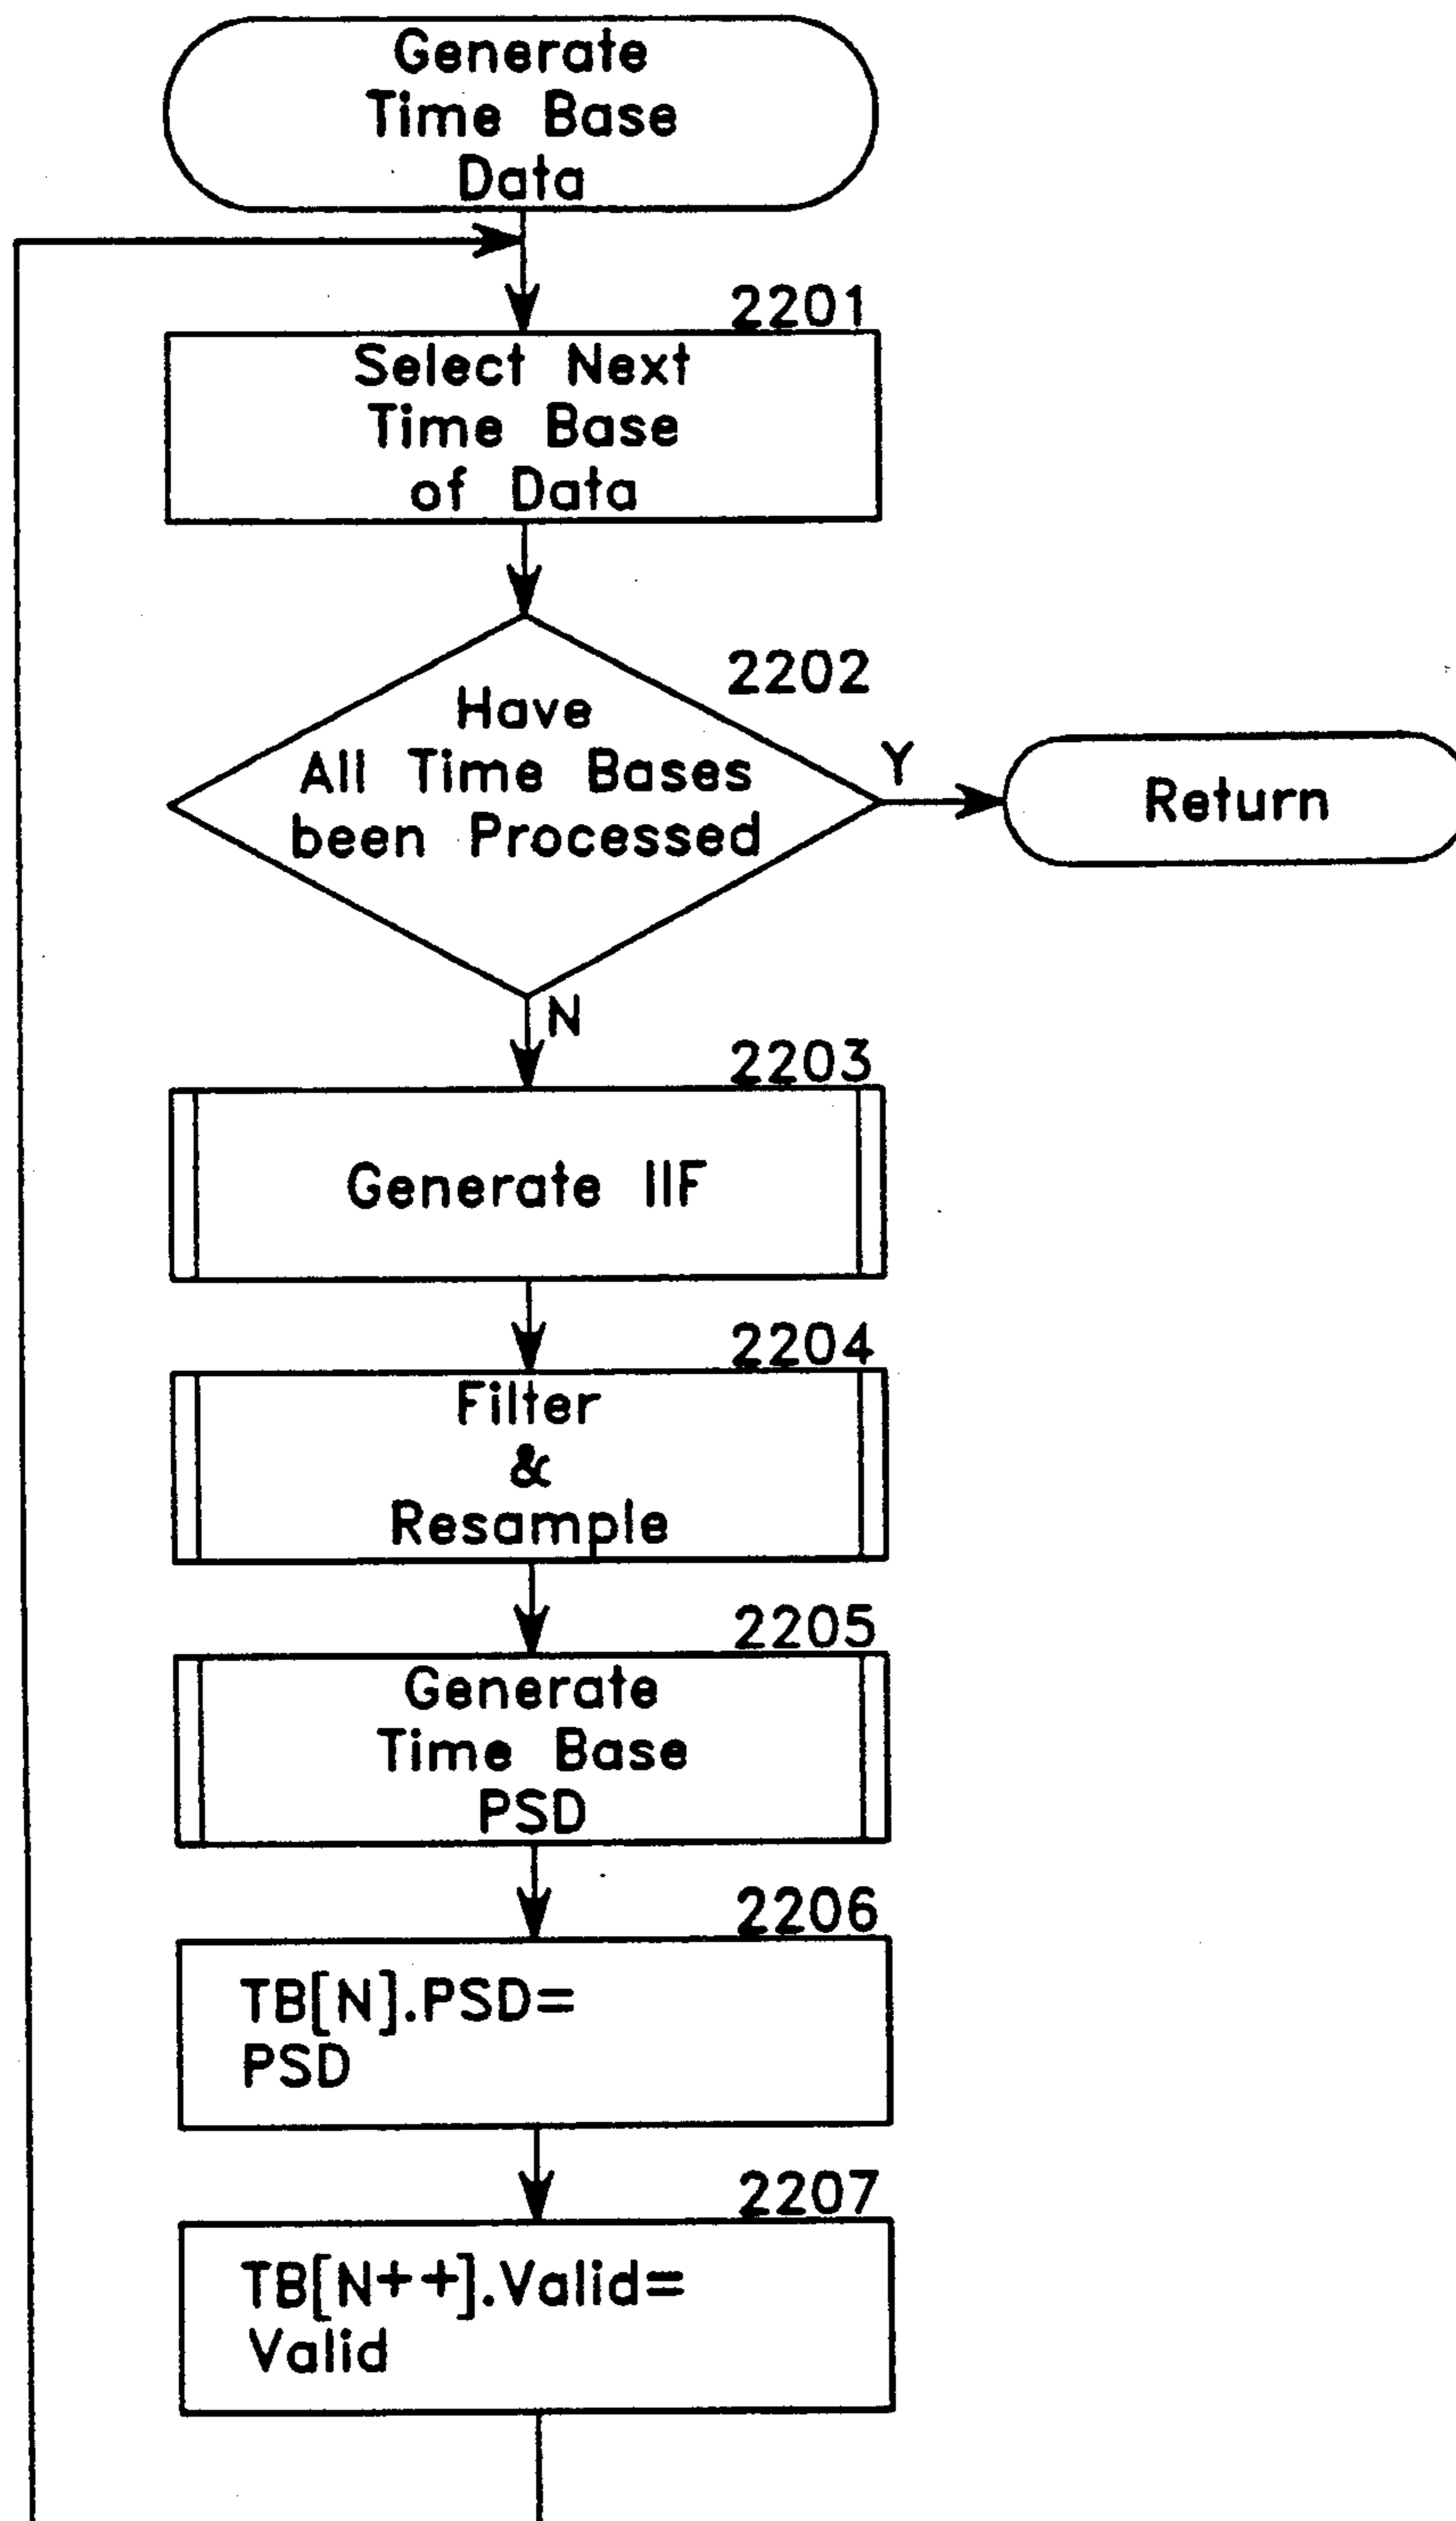 Generate
Time Base
Data
2201
Select Next
Time Base
of Data
2202
Have
All Time Bases
been Processed
Y
Return
N
2203
Generate IIF
2204
Filter
&
Resample
2205
Generate
Time Base
PSD
2206
TB[N].PSD=
PSD
2207
TB[N++].Valid=
Valid